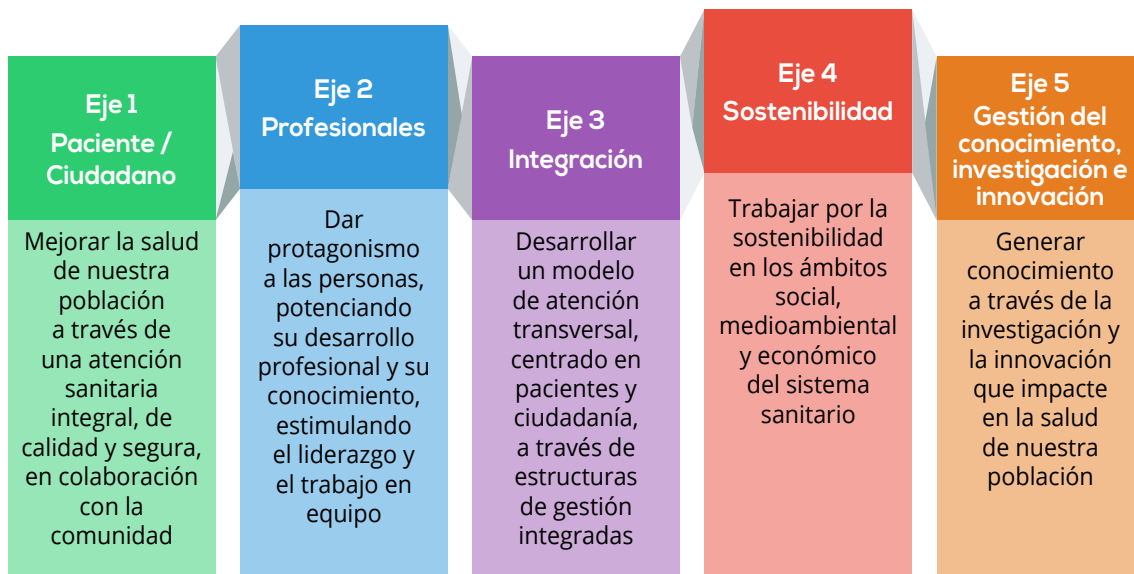 Eje 1
Paciente /
Ciudadano
Mejorar la salud
de nuestra
población
a través de
una atención
sanitaria
integral, de
calidad y segura,
en colaboración
con la
comunidad
Eje 2
Profesionales
Dar
protagonismo
a las personas,
potenciando
su desarrollo
profesional y su
conocimiento,
estimulando
el liderazgo y
el trabajo en
equipo
Eje 3
Integración
Desarrollar
un modelo
de atención
transversal,
centrado en
pacientes y
ciudadanía,
a través de
estructuras
de gestión
integradas
Eje 4
Sostenibilidad
Trabajar por la
sostenibilidad
en los ámbitos
social,
medioambiental
y económico
del sistema
sanitario
Eje 5
Gestión del
conocimiento,
investigación e
innovación
Generar
conocimiento
a través de la
investigación y
la innovación
que impacte
en la salud
de nuestra
población